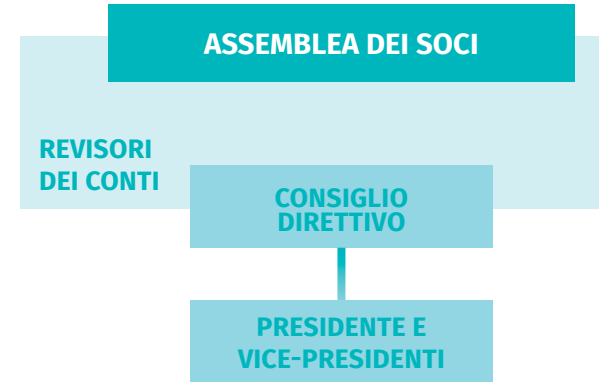 ASSEMBLEA DEI SOCI
REVISORI
DEI CONTI
CONSIGLIO
DIRETTIVO
PRESIDENTE E
VICE-PRESIDENTI